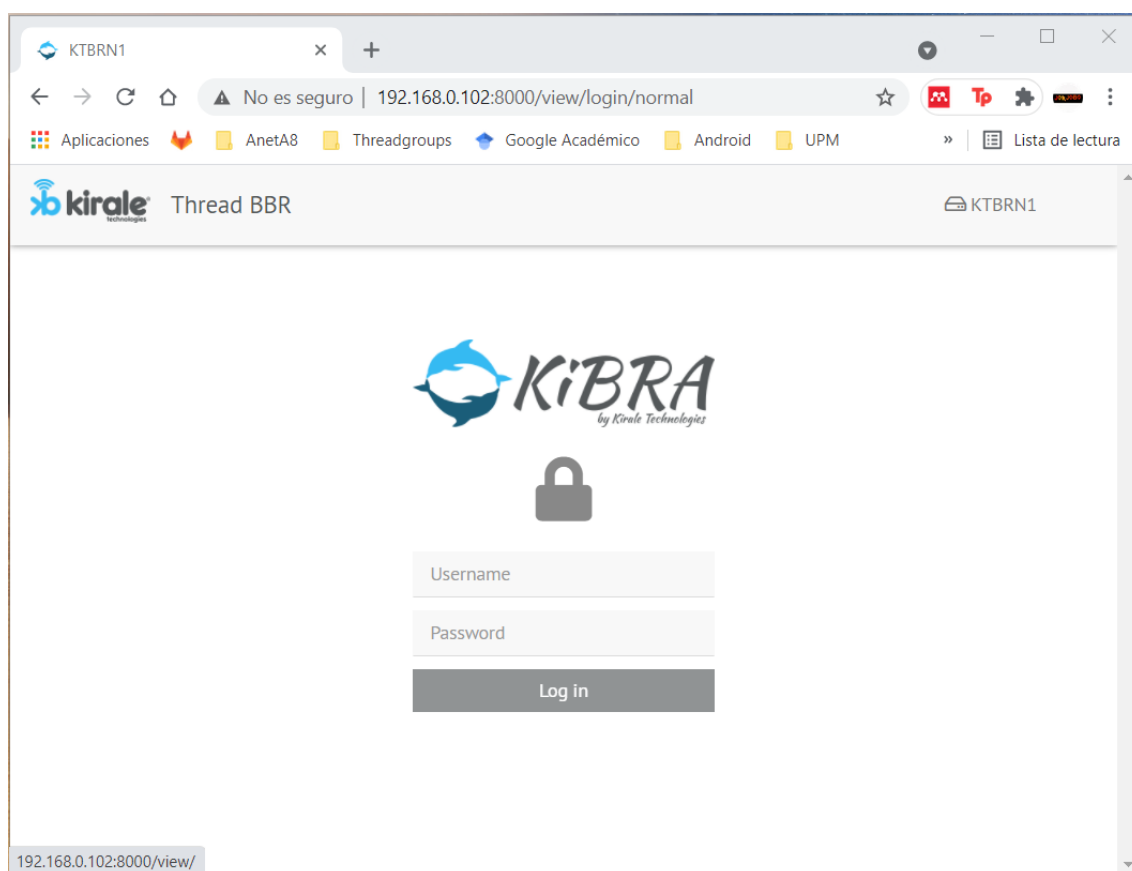 KTBRN1
No es seguro | 192.168.0.102:8000/view/login/normal
Aplicaciones AnetA8 Threadgroups Google Académico Android UPM » Lista de lectura
kirale technologies Thread BBR KTBRN1
KiBRA
by Kirale Technologies
Username
Password
Log in
192.168.0.102:8000/view/